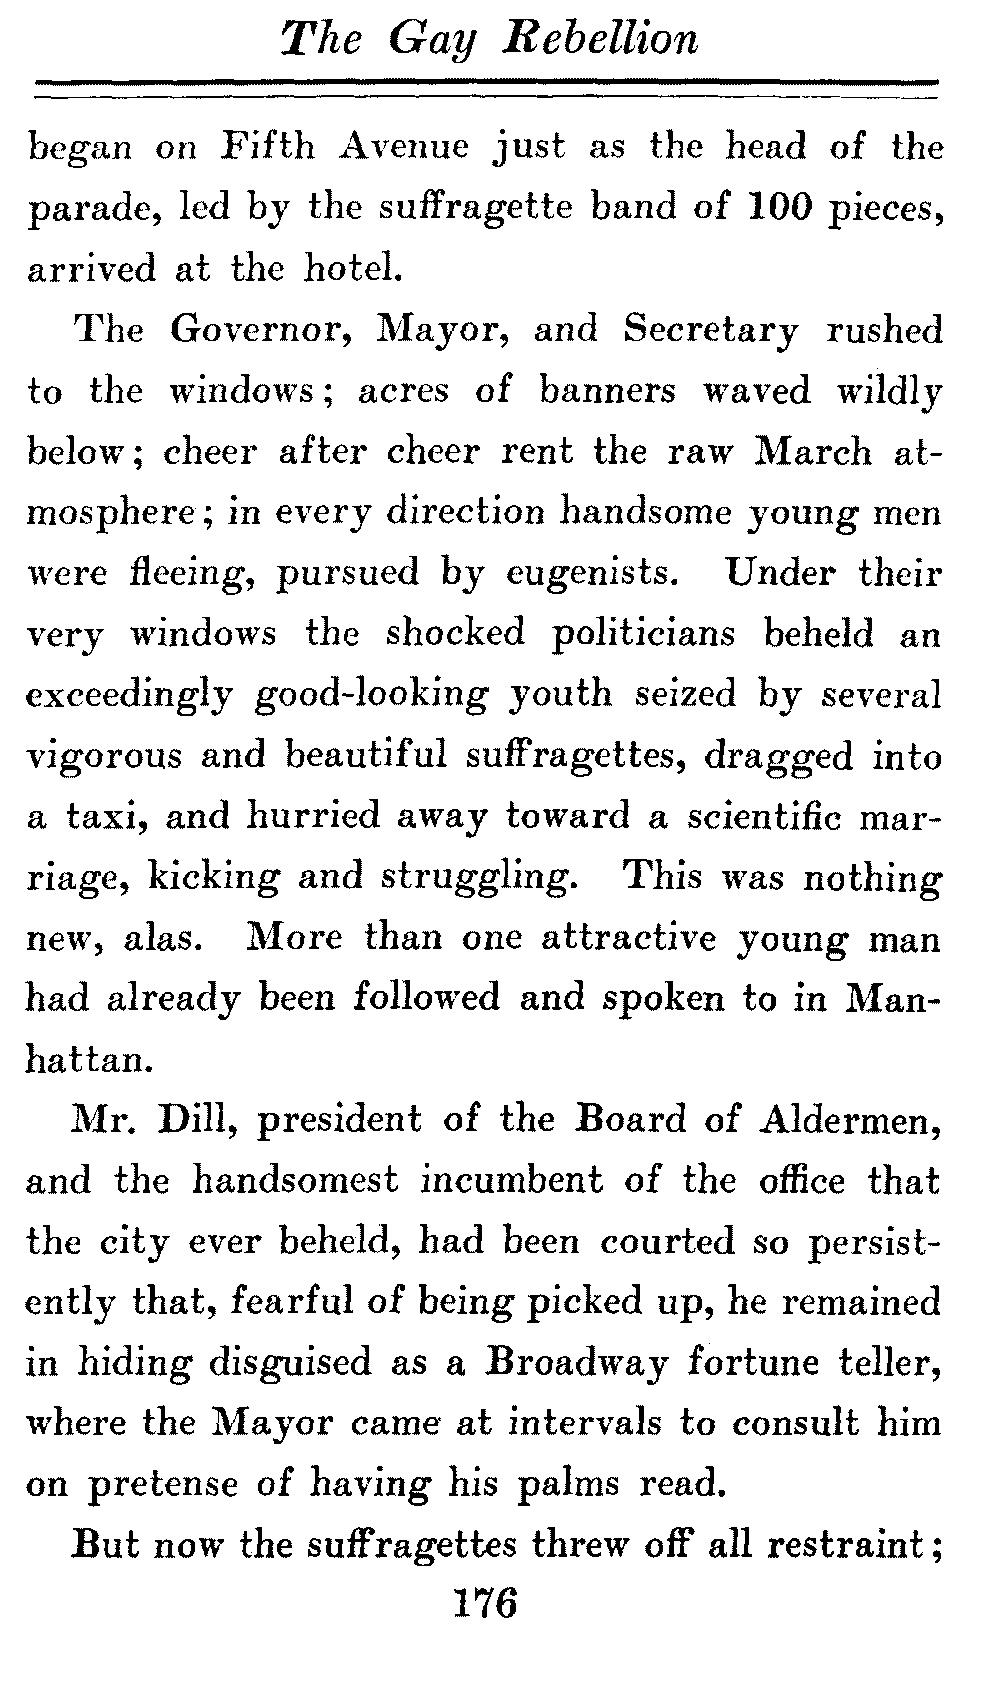 The Gay Rebellion
began on Fifth Avenue just as the head of the
parade, led by the suffragette band of 100 pieces,
arrived at the hotel.
The Governor, Mayor, and Secretary rushed
to the windows; acres of banners waved wildly
below; cheer after cheer rent the raw March at-
mosphere; in every direction handsome young men
were fleeing, pursued by eugenists. Under their
very windows the shocked politicians beheld an
exceedingly good-looking youth seized by several
vigorous and beautiful suffragettes, dragged into
a taxi, and hurried away toward a scientific mar-
riage, kicking and struggling. This was nothing
new, alas. More than one attractive young man
had already been followed and spoken to in Man-
hattan.
Mr. Dill, president of the Board of Aldermen,
and the handsomest incumbent of the office that
the city ever beheld, had been courted so persist-
ently that, fearful of being picked up, he remained
in hiding disguised as a Broadway fortune teller,
where the Mayor came at intervals to consult him
on pretense of having his palms read.
But now the suffragettes threw off all restraint;
176